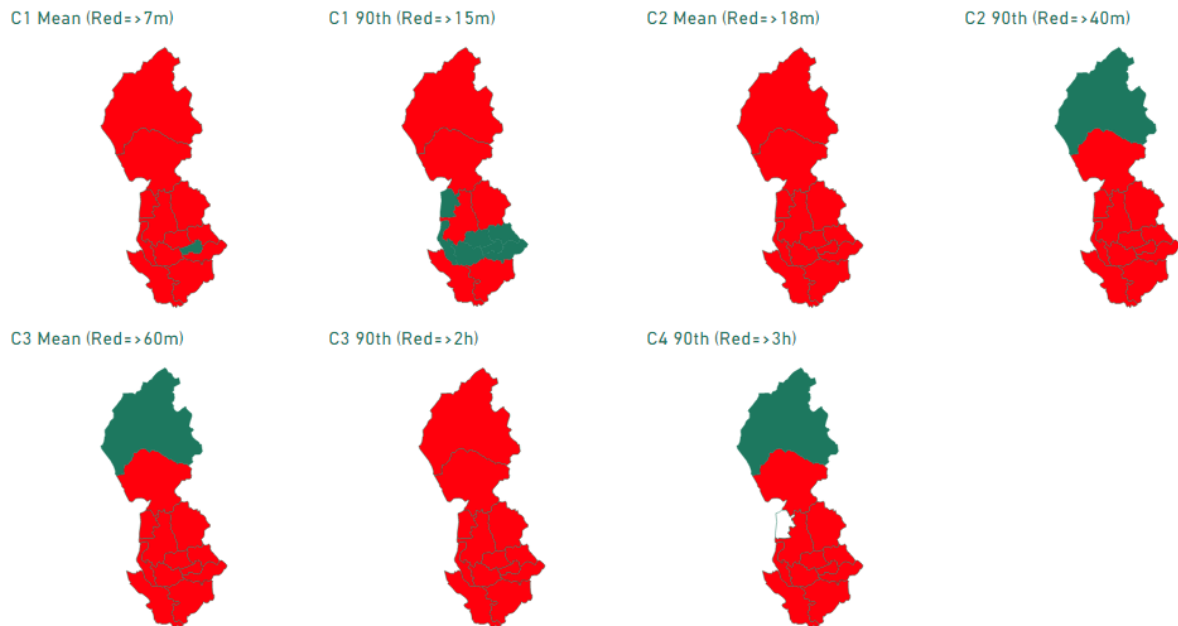 C1 Mean (Red=>7m)
C1 90th (Red=>15m)
C2 Mean (Red=>18m)
C2 90th (Red=>40m)
C3 Mean (Red=>60m)
C3 90th (Red=>2h)
C4 90th (Red=>3h)